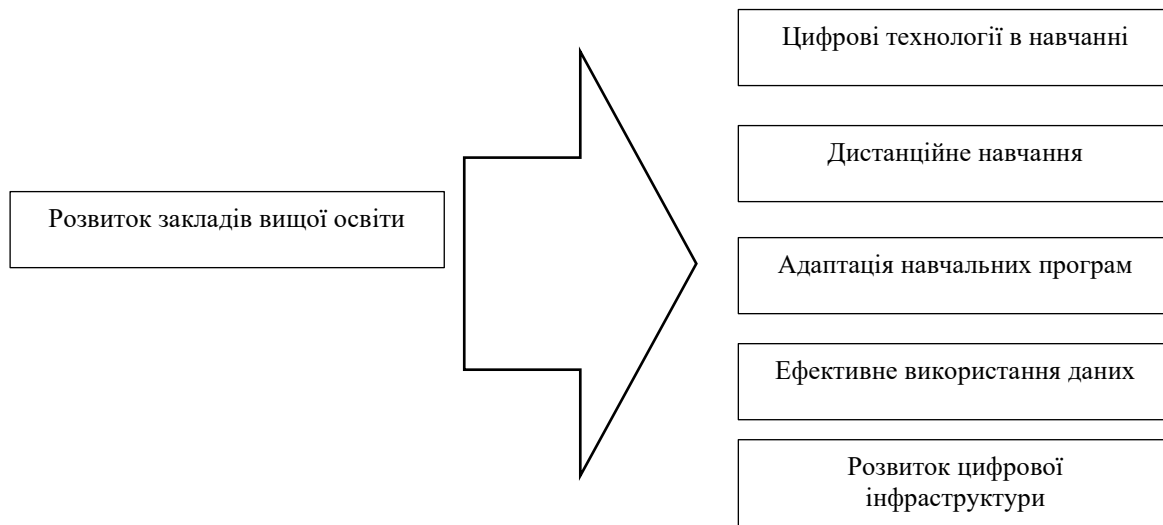 Розвиток закладів вищої освіти
Цифрові технології в навчанні
Дистанційне навчання
Адаптація навчальних програм
Ефективне використання даних
Розвиток цифрової
інфраструктури